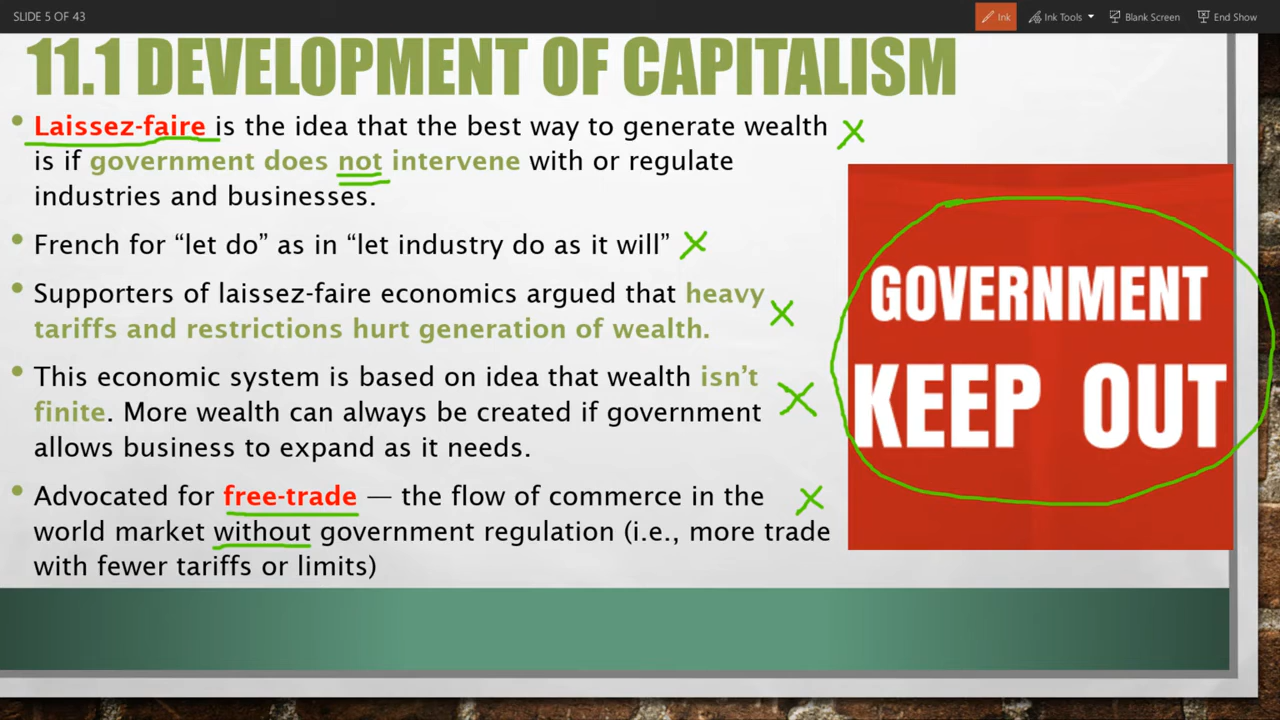 SLIDE 5 OF 43
Ink
Ink Tools
Blank Screen
End Show
11.1 DEVELOPMENT OF CAPITALISM
• Laissez-faire is the idea that the best way to generate wealth
is if government does not intervene with or regulate
industries and businesses.
• French for “let do” as in “let industry do as it will”
• Supporters of laissez-faire economics argued that heavy
tariffs and restrictions hurt generation of wealth.
• This economic system is based on idea that wealth isn’t
finite. More wealth can always be created if government
allows business to expand as it needs.
• Advocated for free-trade — the flow of commerce in the
world market without government regulation (i.e., more trade
with fewer tariffs or limits)
GOVERNMENT
KEEP OUT